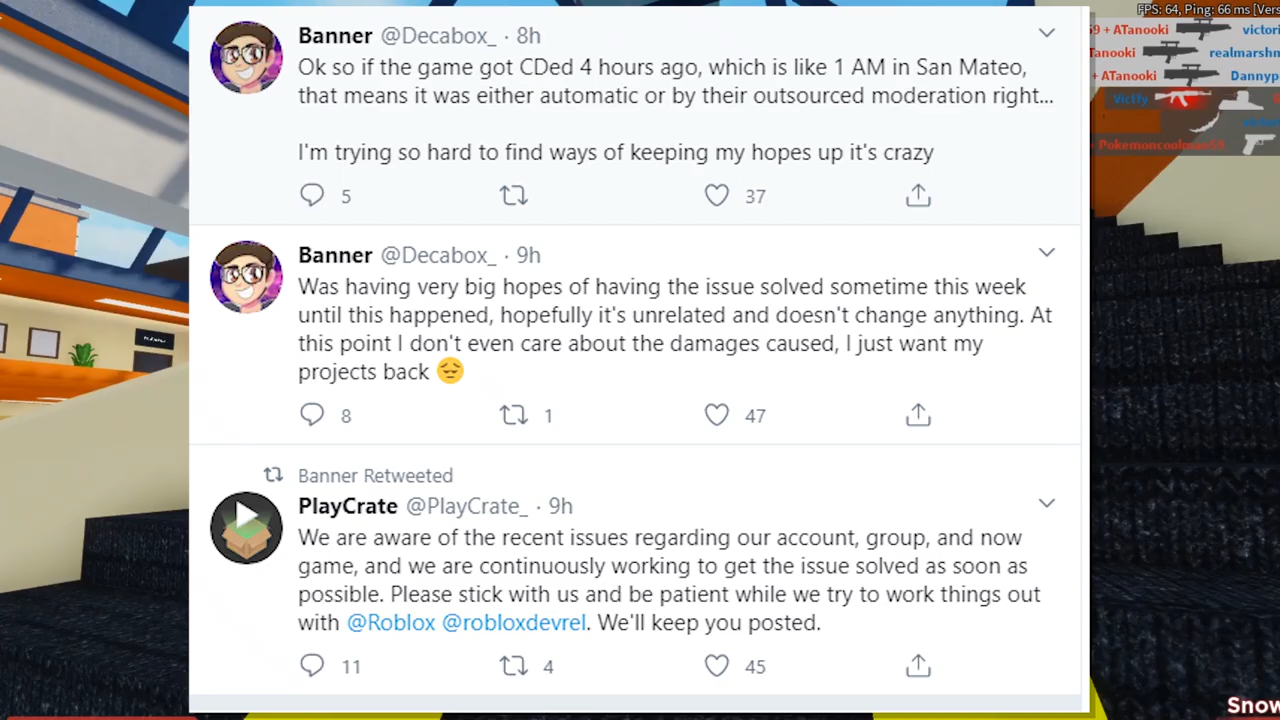 FPS: 64, Ping: 66 ms [Vers
Banner @Decabox_ · 8h
Ok so if the game got CDed 4 hours ago, which is like 1 AM in San Mateo,
that means it was either automatic or by their outsourced moderation right...
I'm trying so hard to find ways of keeping my hopes up it's crazy
5
37
9 + ATanooki victori
Tanooki realmarshm
+ ATanooki Dannyp
Victfy
Pokemoncoolman59
Banner @Decabox_ · 9h
Was having very big hopes of having the issue solved sometime this week
until this happened, hopefully it's unrelated and doesn't change anything. At
this point I don't even care about the damages caused, I just want my
projects back 😔
8
1
47
Banner Retweeted
PlayCrate @PlayCrate_ · 9h
We are aware of the recent issues regarding our account, group, and now
game, and we are continuously working to get the issue solved as soon as
possible. Please stick with us and be patient while we try to work things out
with @Roblox @robloxdevrel. We'll keep you posted.
11
4
45
Snow